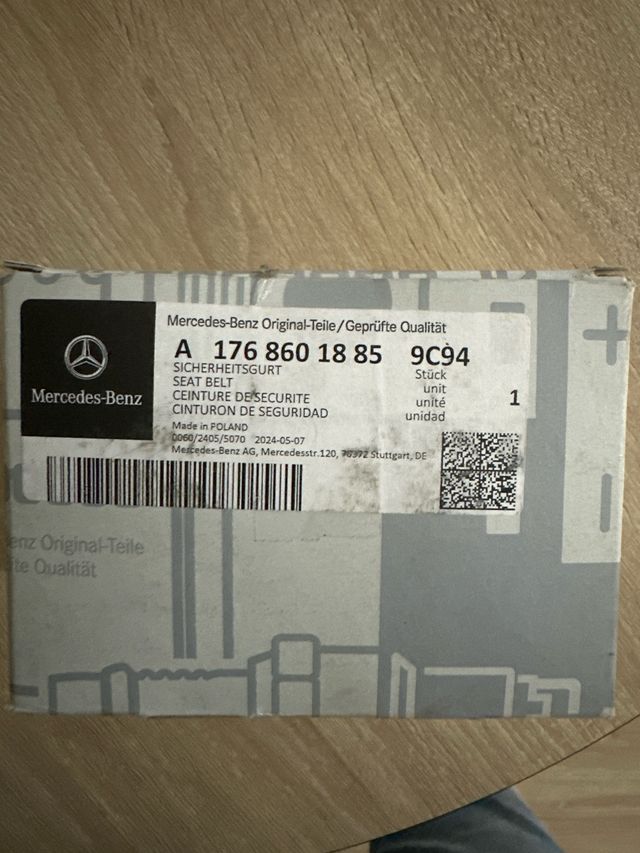 Mercedes-Benz Original-Teile/Geprüfte Qualität
A 176 860 18 85 9C94
SICHERHEITSGURT
SEAT BELT
CEINTURE DE SECURITE
CINTURON DE SEGURIDAD
Stück
unit
unité
unidad
1
Mercedes-Benz
Made in POLAND
0060/2405/5070 2024-05-07
Mercedes-Benz AG, Mercedesstr.120, 70372 Stuttgart, DE
enz Original-Teile
fte Qualität